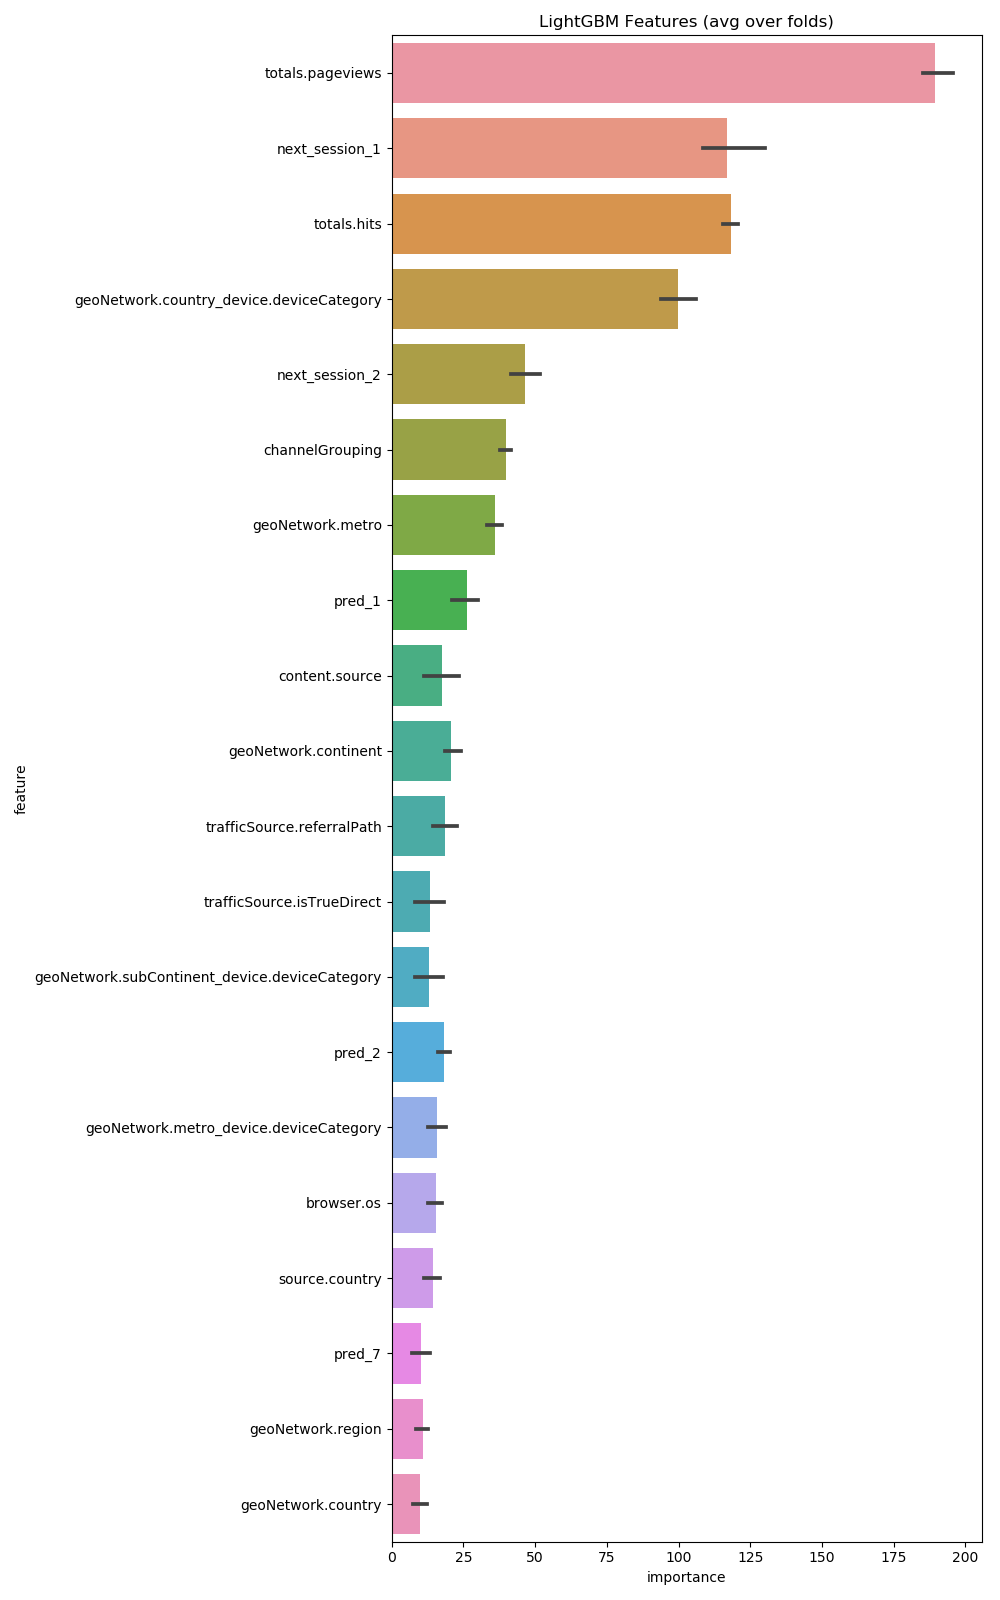 LightGBM Features (avg over folds)
totals.pageviews
next_session_1
totals.hits
geoNetwork.country_device.deviceCategory
next_session_2
channelGrouping
geoNetwork.metro
pred_1
content.source
geoNetwork.continent
trafficSource.referralPath
trafficSource.isTrueDirect
geoNetwork.subContinent_device.deviceCategory
pred_2
geoNetwork.metro_device.deviceCategory
browser.os
source.country
pred_7
geoNetwork.region
geoNetwork.country
feature
0 25 50 75 100 125 150 175 200
importance